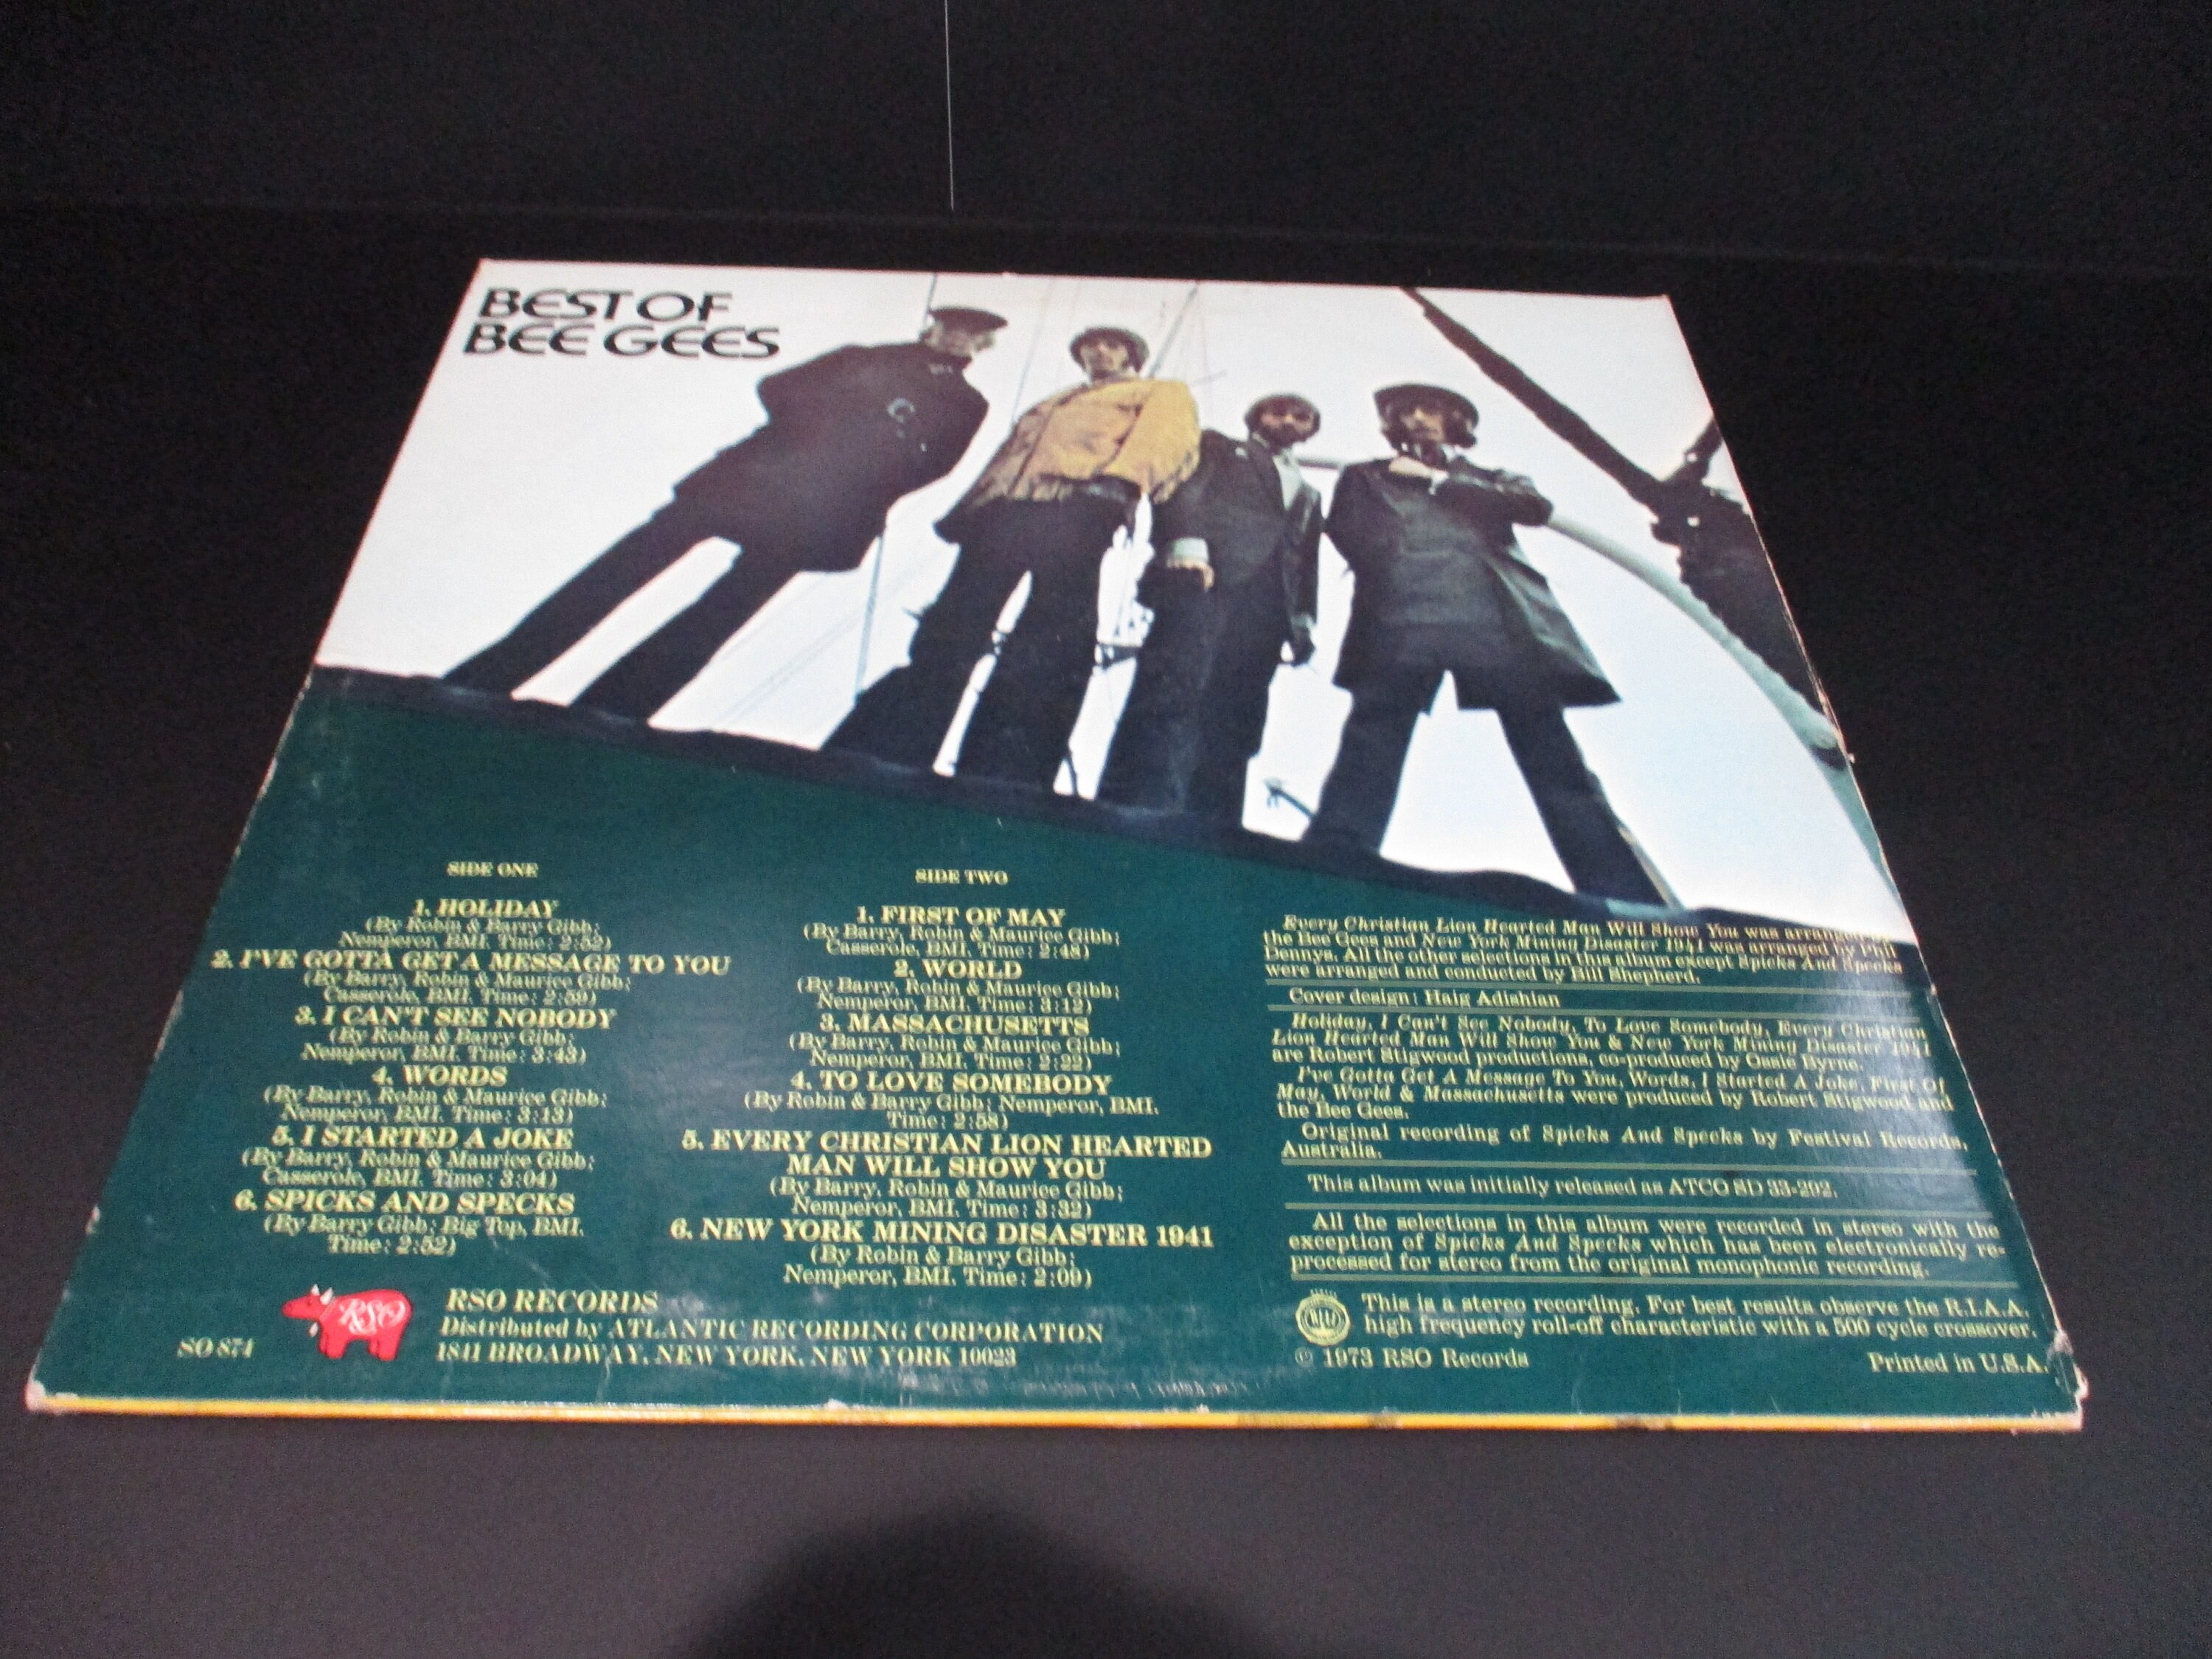 BEST OF
BEE GEES
SIDE ONE
1. HOLIDAY
(By Robin & Barry Gibb;
Nemperor, BMI. Time: 2:52)
2. I'VE GOTTA GET A MESSAGE TO YOU
(By Barry, Robin & Maurice Gibb;
Casserole, BMI. Time: 2:59)
3. I CAN'T SEE NOBODY
(By Robin & Barry Gibb;
Nemperor, BMI. Time: 3:43)
4. WORDS
(By Barry, Robin & Maurice Gibb;
Nemperor, BMI. Time: 3:13)
5. I STARTED A JOKE
(By Barry, Robin & Maurice Gibb;
Casserole, BMI. Time: 3:04)
6. SPICKS AND SPECKS
(By Barry Gibb; Big Top, BMI.
Time: 2:52)
SIDE TWO
1. FIRST OF MAY
(By Barry, Robin & Maurice Gibb;
Casserole, BMI. Time: 2:48)
2. WORLD
(By Barry, Robin & Maurice Gibb;
Nemperor, BMI. Time: 3:12)
3. MASSACHUSETTS
(By Barry, Robin & Maurice Gibb;
Nemperor, BMI. Time: 2:22)
4. TO LOVE SOMEBODY
(By Robin & Barry Gibb; Nemperor, BMI.
Time: 2:58)
5. EVERY CHRISTIAN LION HEARTED
MAN WILL SHOW YOU
(By Barry, Robin & Maurice Gibb;
Nemperor, BMI. Time: 3:32)
6. NEW YORK MINING DISASTER 1941
(By Robin & Barry Gibb;
Nemperor, BMI. Time: 2:09)
Every Christian Lion Hearted Man Will Show You was arranged by
the Bee Gees and New York Mining Disaster 1941 was arranged by Phil
Dennys. All the other selections in this album except Spicks And Specks
were arranged and conducted by Bill Shepherd.
Cover design: Haig Adishian
Holiday, I Can't See Nobody, To Love Somebody, Every Christian
Lion Hearted Man Will Show You & New York Mining Disaster 1941
are Robert Stigwood productions, co-produced by Ossie Byrne.
I've Gotta Get A Message To You, Words, I Started A Joke, First Of
May, World & Massachusetts were produced by Robert Stigwood and
the Bee Gees.
Original recording of Spicks And Specks by Festival Records,
Australia.
This album was initially released as ATCO SD 33-292.
All the selections in this album were recorded in stereo with the
exception of Spicks And Specks which has been electronically re-
processed for stereo from the original monophonic recording.
This is a stereo recording. For best results observe the R.I.A.A.
high frequency roll-off characteristic with a 500 cycle crossover.
© 1973 RSO Records
Printed in U.S.A.
SO 874
RSO
RSO RECORDS
Distributed by ATLANTIC RECORDING CORPORATION
1841 BROADWAY, NEW YORK, NEW YORK 10023